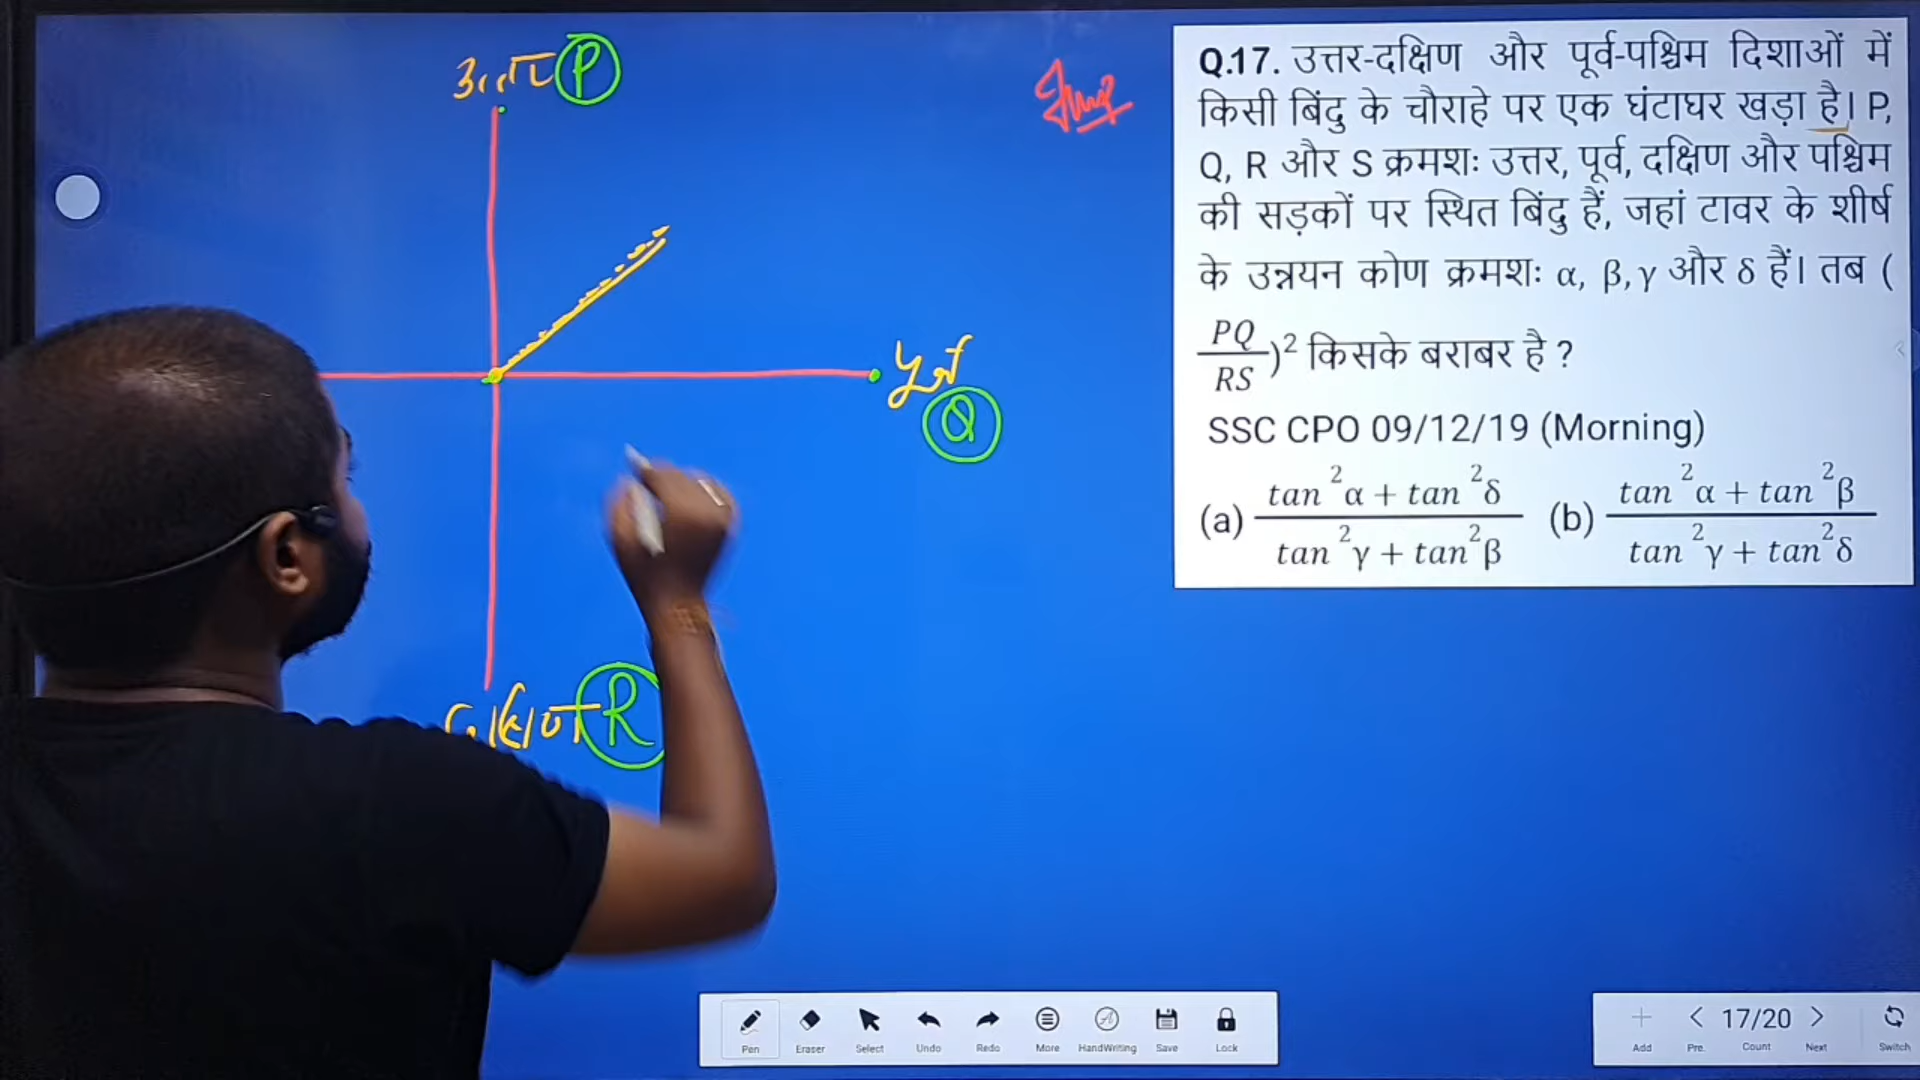 उत्तर P
Imp
पूर्व
Q
दक्षिण R
Q.17. उत्तर-दक्षिण और पूर्व-पश्चिम दिशाओं में
किसी बिंदु के चौराहे पर एक घंटाघर खड़ा है। P,
Q, R और S क्रमशः उत्तर, पूर्व, दक्षिण और पश्चिम
की सड़कों पर स्थित बिंदु हैं, जहां टावर के शीर्ष
के उन्नयन कोण क्रमशः α, β, γ और δ हैं। तब (
PQ
RS
)² किसके बराबर है ?
SSC CPO 09/12/19 (Morning)
(a) tan²α + tan²δ
tan²γ + tan²β
(b) tan²α + tan²β
tan²γ + tan²δ
Pen Eraser Select Undo Redo More HandWriting Save Lock
17/20
Add Pre. Count Next Switch